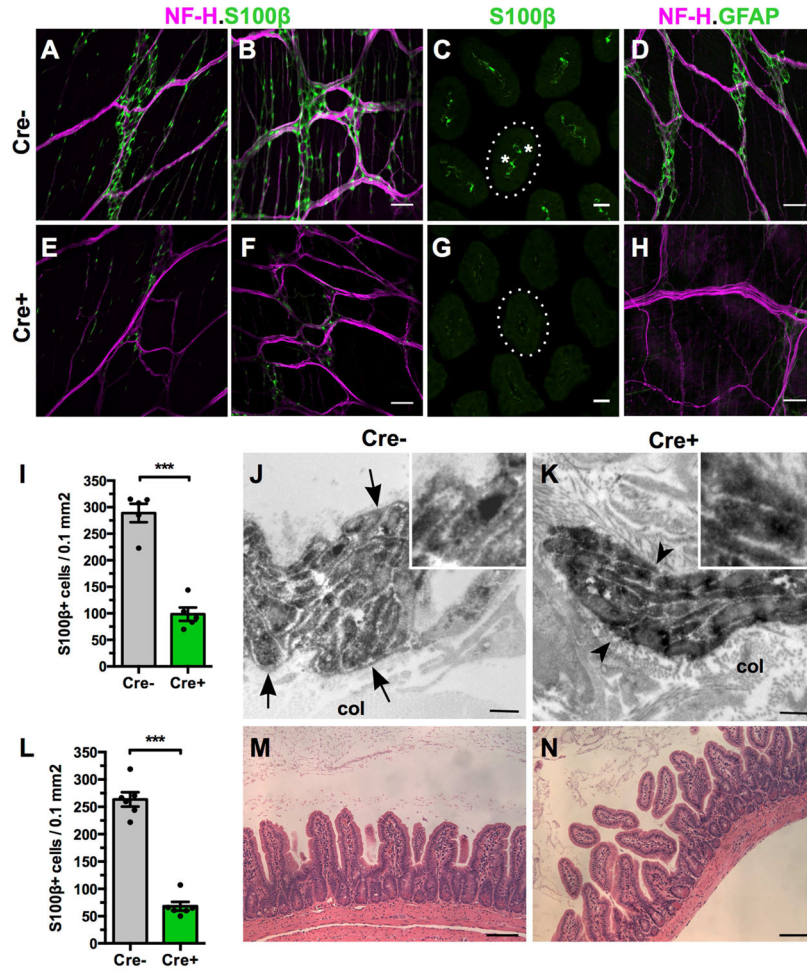 NF-H.S100β S100β NF-H.GFAP
Cre-
A B C D
* *
Cre+
E F G H
Cre- Cre+
I
***
S100β+ cells / 0.1 mm2
350
300
250
200
150
100
50
0
Cre- Cre+
J
col
K
col
L
***
S100β+ cells / 0.1 mm2
350
300
250
200
150
100
50
0
Cre- Cre+
M N